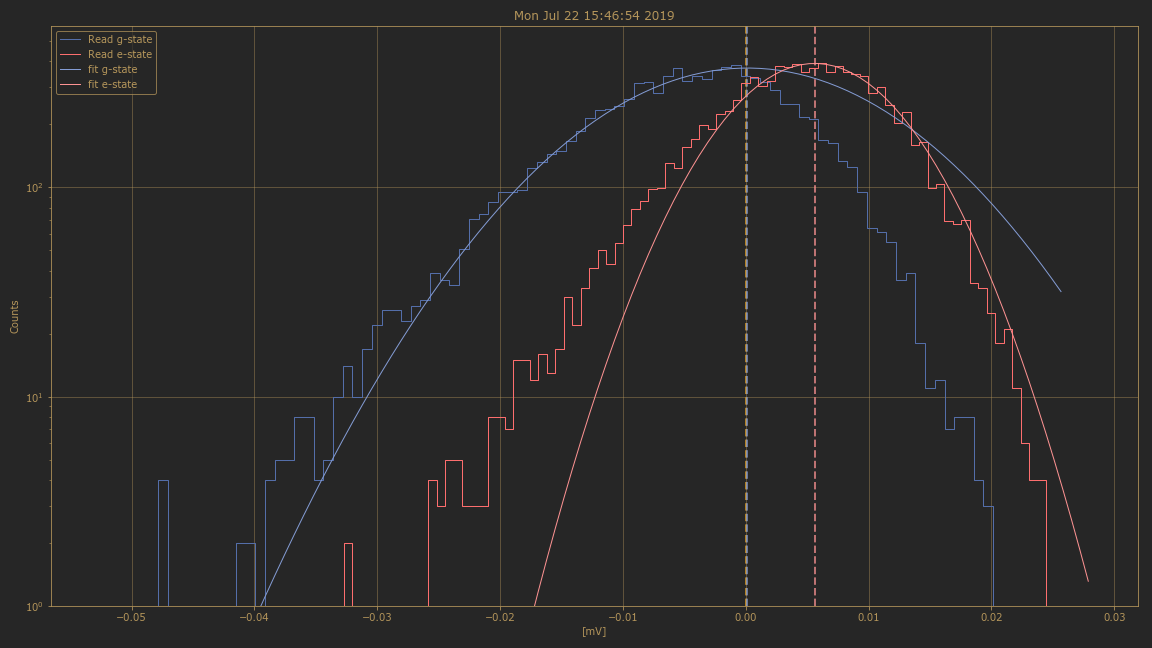 Mon Jul 22 15:46:54 2019
Read g-state
Read e-state
fit g-state
fit e-state
Counts
10²
10¹
10⁰
−0.05 −0.04 −0.03 −0.02 −0.01 0.00 0.01 0.02 0.03
[mV]